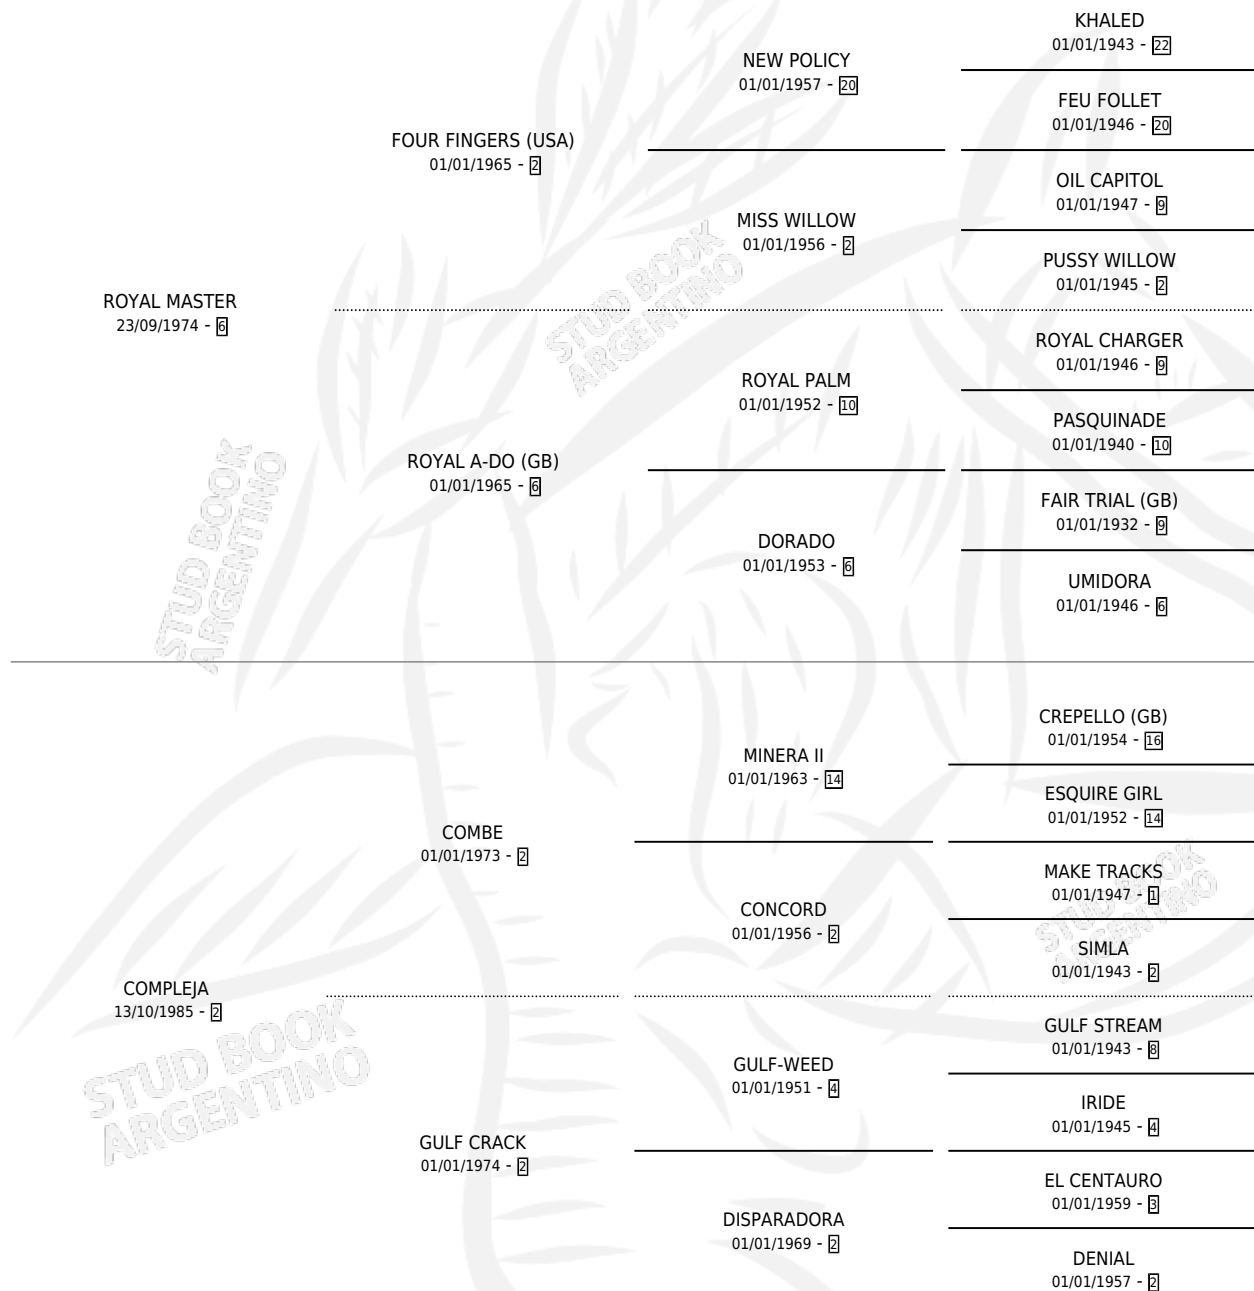 KHALED
01/01/1943 - 22
NEW POLICY
01/01/1957 - 20
FEU FOLLET
01/01/1946 - 20
FOUR FINGERS (USA)
01/01/1965 - 2
OIL CAPITOL
01/01/1947 - 9
MISS WILLOW
01/01/1956 - 2
PUSSY WILLOW
01/01/1945 - 2
ROYAL MASTER
23/09/1974 - 6
STUD BOOK
ARGENTINO
ROYAL CHARGER
01/01/1946 - 9
ROYAL PALM
01/01/1952 - 10
PASQUINADE
01/01/1940 - 10
ROYAL A-DO (GB)
01/01/1965 - 6
FAIR TRIAL (GB)
01/01/1932 - 9
DORADO
01/01/1953 - 6
UMIDORA
01/01/1946 - 6
STUD BOOK
ARGENTINO
CREPELLO (GB)
01/01/1954 - 16
MINERA II
01/01/1963 - 14
ESQUIRE GIRL
01/01/1952 - 14
COMBE
01/01/1973 - 2
MAKE TRACKS
01/01/1947 - 1
CONCORD
01/01/1956 - 2
SIMLA
01/01/1943 - 2
STUD BOOK
ARGENTINO
COMPLEJA
13/10/1985 - 2
GULF STREAM
01/01/1943 - 8
GULF-WEED
01/01/1951 - 4
IRIDE
01/01/1945 - 4
STUD BOOK
ARGENTINO
GULF CRACK
01/01/1974 - 2
EL CENTAURO
01/01/1959 - 3
DISPARADORA
01/01/1969 - 2
DENIAL
01/01/1957 - 2